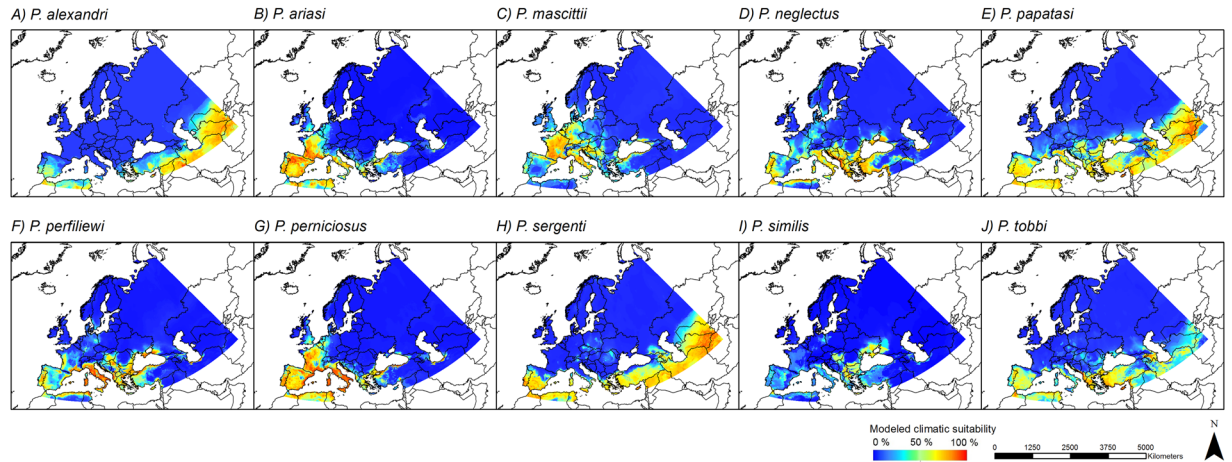 A) P. alexandri
B) P. ariasi
C) P. mascittii
D) P. neglectus
E) P. papatasi
F) P. perfiliewi
G) P. perniciosus
H) P. sergenti
I) P. similis
J) P. tobbi
Modeled climatic suitability
0 % 50 % 100 %
0 1250 2500 3750 5000
Kilometers
N